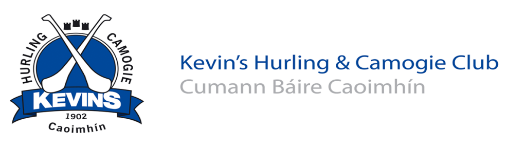 HURLING CAMOGIE
KEVINS
1902
Caoimhín
Kevin's Hurling & Camogie Club
Cumann Báire Caoimhín